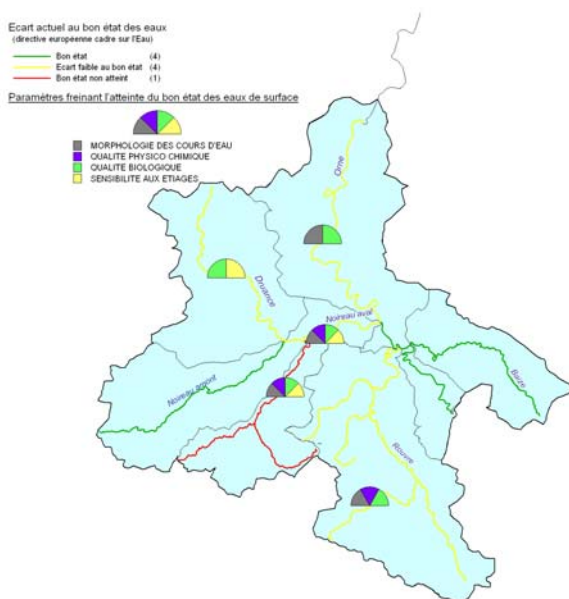 Ecart actuel au bon état des eaux
(directive européenne cadre sur l'Eau)
Bon état (4)
Ecart faible au bon état (4)
Bon état non atteint (1)
Paramètres freinant l'atteinte du bon état des eaux de surface
MORPHOLOGIE DES COURS D'EAU
QUALITE PHYSICO CHIMIQUE
QUALITE BIOLOGIQUE
SENSIBILITE AUX ETIAGES
Orne
Druance
Noireau aval
Noireau amont
Baize
Rouvre